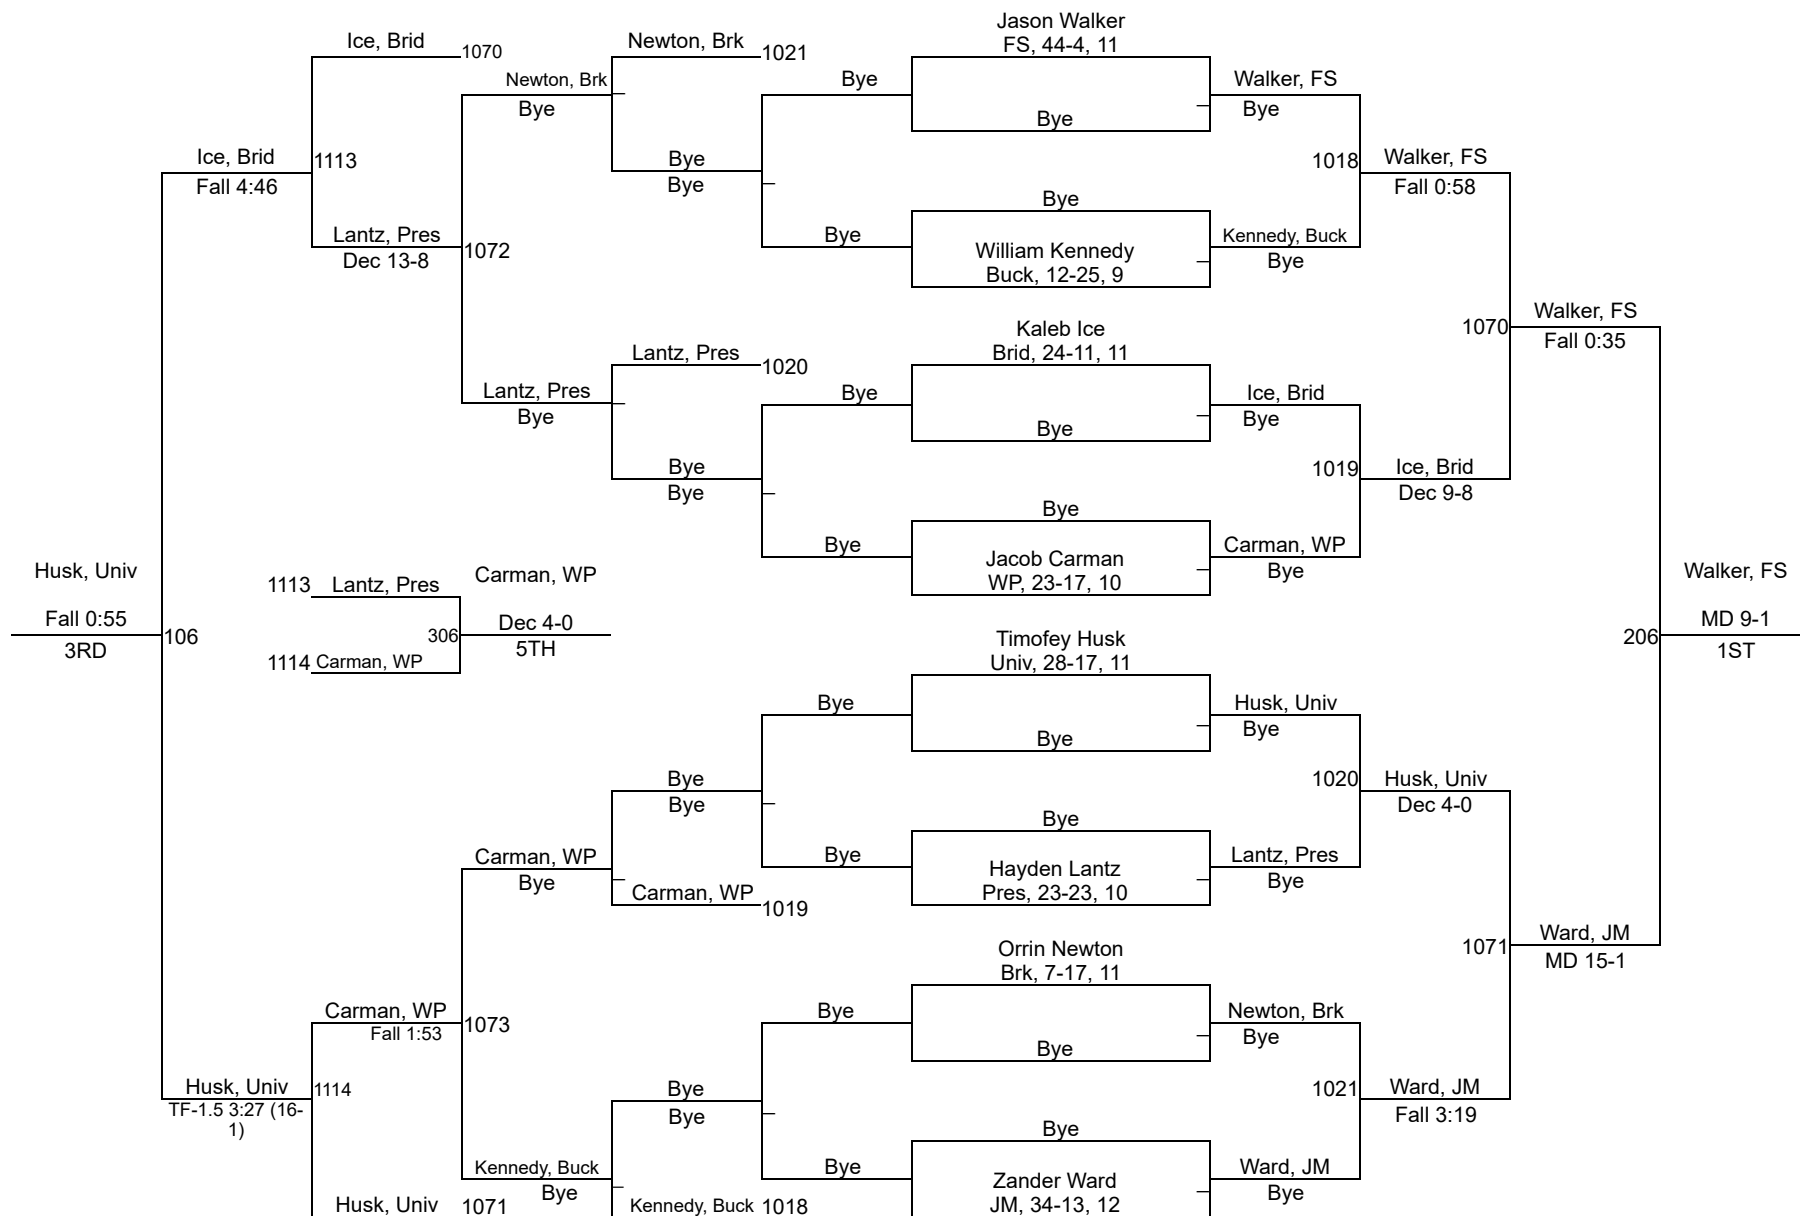 Jason Walker
FS, 44-4, 11
Ice, Brid
1070
Newton, Brk
1021
Newton, Brk
Bye
Bye
Walker, FS
Bye
Bye
Ice, Brid
1113
Fall 4:46
Bye
Bye
1018
Walker, FS
Fall 0:58
Bye
Lantz, Pres
1072
Dec 13-8
Bye
William Kennedy
Buck, 12-25, 9
Kennedy, Buck
Bye
Walker, FS
1070
Fall 0:35
Kaleb Ice
Brid, 24-11, 11
Lantz, Pres
1020
Lantz, Pres
Bye
Bye
Ice, Brid
Bye
Bye
Bye
Bye
1019
Ice, Brid
Dec 9-8
Bye
Bye
Jacob Carman
WP, 23-17, 10
Carman, WP
Bye
Husk, Univ
Fall 0:55
3RD
106
1113
Lantz, Pres
306
1114
Carman, WP
Carman, WP
Dec 4-0
5TH
Walker, FS
206
MD 9-1
1ST
Timofey Husk
Univ, 28-17, 11
Bye
Husk, Univ
Bye
Bye
Bye
Bye
1020
Husk, Univ
Dec 4-0
Bye
Bye
Hayden Lantz
Pres, 23-23, 10
Lantz, Pres
Bye
Carman, WP
Bye
Carman, WP
1019
Ward, JM
1071
MD 15-1
Orrin Newton
Brk, 7-17, 11
Carman, WP
1073
Fall 1:53
Bye
Newton, Brk
Bye
Bye
Husk, Univ
1114
TF-1.5 3:27 (16-
1)
Bye
Bye
1021
Ward, JM
Fall 3:19
Bye
Kennedy, Buck
Bye
Bye
Zander Ward
JM, 34-13, 12
Ward, JM
Bye
Husk, Univ
1071
Kennedy, Buck
1018